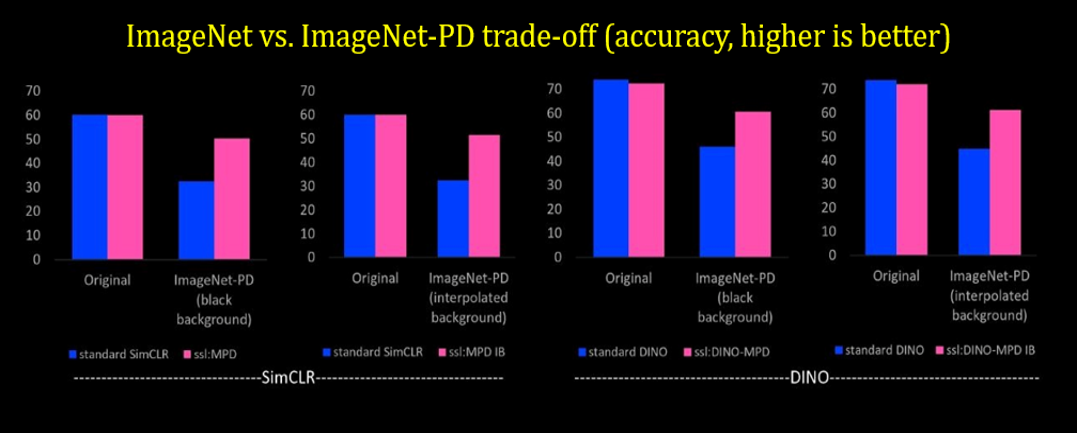 ImageNet vs. ImageNet-PD trade-off (accuracy, higher is better)
70
60
50
40
30
20
10
0
Original
ImageNet-PD
(black
background)
standard SimCLR ssl:MPD
70
60
50
40
30
20
10
0
Original
ImageNet-PD
(interpolated
background)
standard SimCLR ssl:MPD IB
--------------------------------SimCLR--------------------------------
70
60
50
40
30
20
10
0
Original
ImageNet-PD
(black
background)
standard DINO ssl:DINO-MPD
70
60
50
40
30
20
10
0
Original
ImageNet-PD
(interpolated
background)
standard DINO ssl:DINO-MPD IB
------------------------------------DINO-----------------------------------